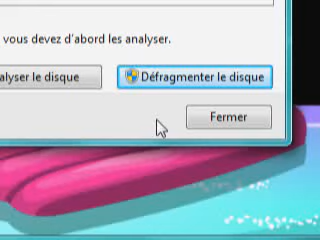 vous devez d'abord les analyser.
alyser le disque
Défragmenter le disque
Fermer